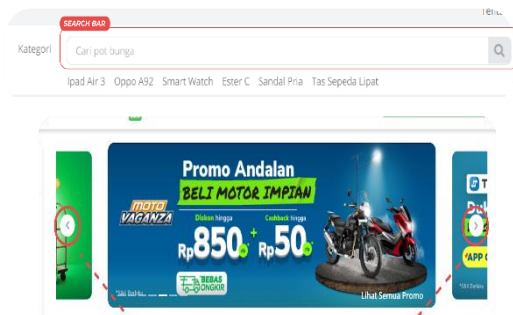 SEARCH BAR
Kategori
Cari pot bunga
Ipad Air 3 Oppo A92 Smart Watch Ester C Sandal Pria Tas Sepeda Lipat
Promo Andalan
BELI MOTOR IMPIAN
MOTO
VAGANZA
Diskon hingga
Rp850
+
Cashback hingga
Rp50
BEBAS
ONGKIR
Lihat Semua Promo